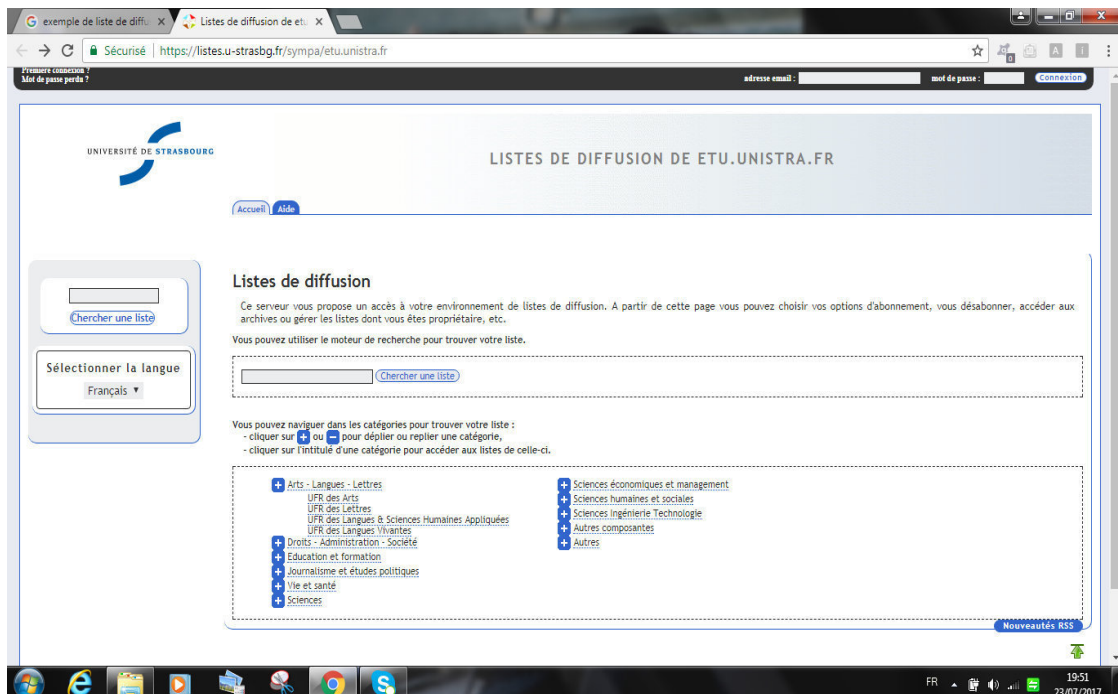 exemple de liste de diffu
Listes de diffusion de etu
Sécurisé | https://listes.u-strasbg.fr/sympa/etu.unistra.fr
Première connexion ?
Mot de passe perdu ?
adresse email :
mot de passe :
Connexion
UNIVERSITÉ DE STRASBOURG
LISTES DE DIFFUSION DE ETU.UNISTRA.FR
Accueil
Aide
Chercher une liste
Sélectionner la langue
Français
Listes de diffusion
Ce serveur vous propose un accès à votre environnement de listes de diffusion. A partir de cette page vous pouvez choisir vos options d'abonnement, vous désabonner, accéder aux
archives ou gérer les listes dont vous êtes propriétaire, etc.
Vous pouvez utiliser le moteur de recherche pour trouver votre liste.
Chercher une liste
Vous pouvez naviguer dans les catégories pour trouver votre liste :
- cliquer sur + ou - pour déplier ou replier une catégorie,
- cliquer sur l'intitulé d'une catégorie pour accéder aux listes de celle-ci.
Arts - Langues - Lettres
UFR des Arts
UFR des Lettres
UFR des Langues & Sciences Humaines Appliquées
UFR des Langues Vivantes
Droits - Administration - Société
Education et formation
Journalisme et études politiques
Vie et santé
Sciences
Sciences économiques et management
Sciences humaines et sociales
Sciences Ingénierie Technologie
Autres composantes
Autres
Nouveautés RSS
FR
19:51
23/07/201